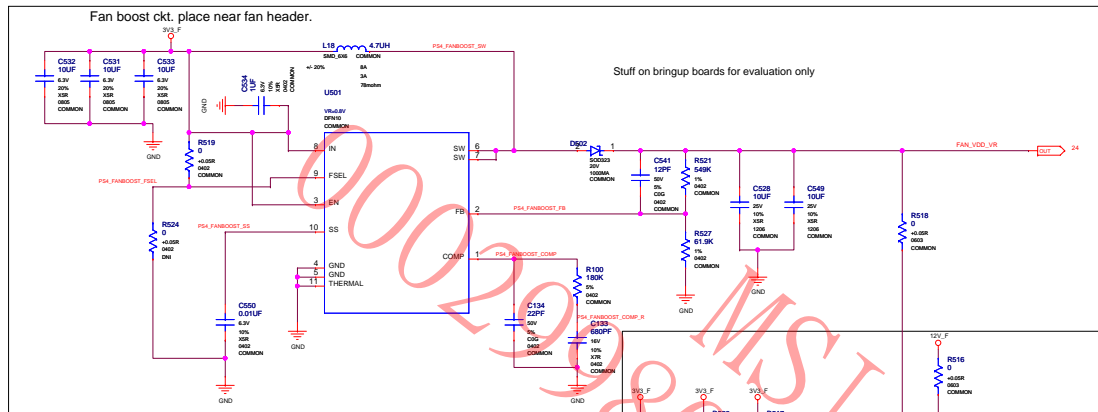 Fan boost ckt. place near fan header.
3V3_F
C532
10UF
6.3V
20%
X5R
0805
COMMON
C531
10UF
6.3V
20%
X5R
0805
COMMON
C533
10UF
6.3V
20%
X5R
0805
COMMON
GND
L18
4.7UH
SMD_6X6
COMMON
+/- 20%
8A
3A
78mohm
PS4_FANBOOST_SW
Stuff on bringup boards for evaluation only
C534
1UF
6.3V
10%
X5R
0402
COMMON
GND
U501
VR=0.8V
DFN10
COMMON
R519
0
+0.05R
0402
COMMON
PS4_FANBOOST_FSEL
R524
0
+0.05R
0402
DNI
PS4_FANBOOST_SS
8
IN
9
FSEL
3
EN
10
SS
4
GND
5
GND
11
THERMAL
SW
6
SW
7
FB
2
COMP
1
GND
C550
0.01UF
6.3V
10%
X5R
0402
COMMON
GND
D502
2
1
SOD323
20V
1000MA
COMMON
C541
12PF
50V
5%
C0G
0402
COMMON
R521
549K
1%
0402
COMMON
PS4_FANBOOST_FB
R527
61.9K
1%
0402
COMMON
GND
C528
10UF
25V
10%
X5R
1206
COMMON
C549
10UF
25V
10%
X5R
1206
COMMON
GND
FAN_VDD_VR
OUT
24
R518
0
+0.05R
0603
COMMON
PS4_FANBOOST_COMP
R100
180K
5%
0402
COMMON
C134
22PF
50V
5%
C0G
0402
COMMON
PS4_FANBOOST_COMP_R
C133
680PF
16V
10%
X7R
0402
COMMON
GND
GND
12V_F
R516
0
+0.05R
0603
COMMON
3V3_F
3V3_F
3V3_F
MSI